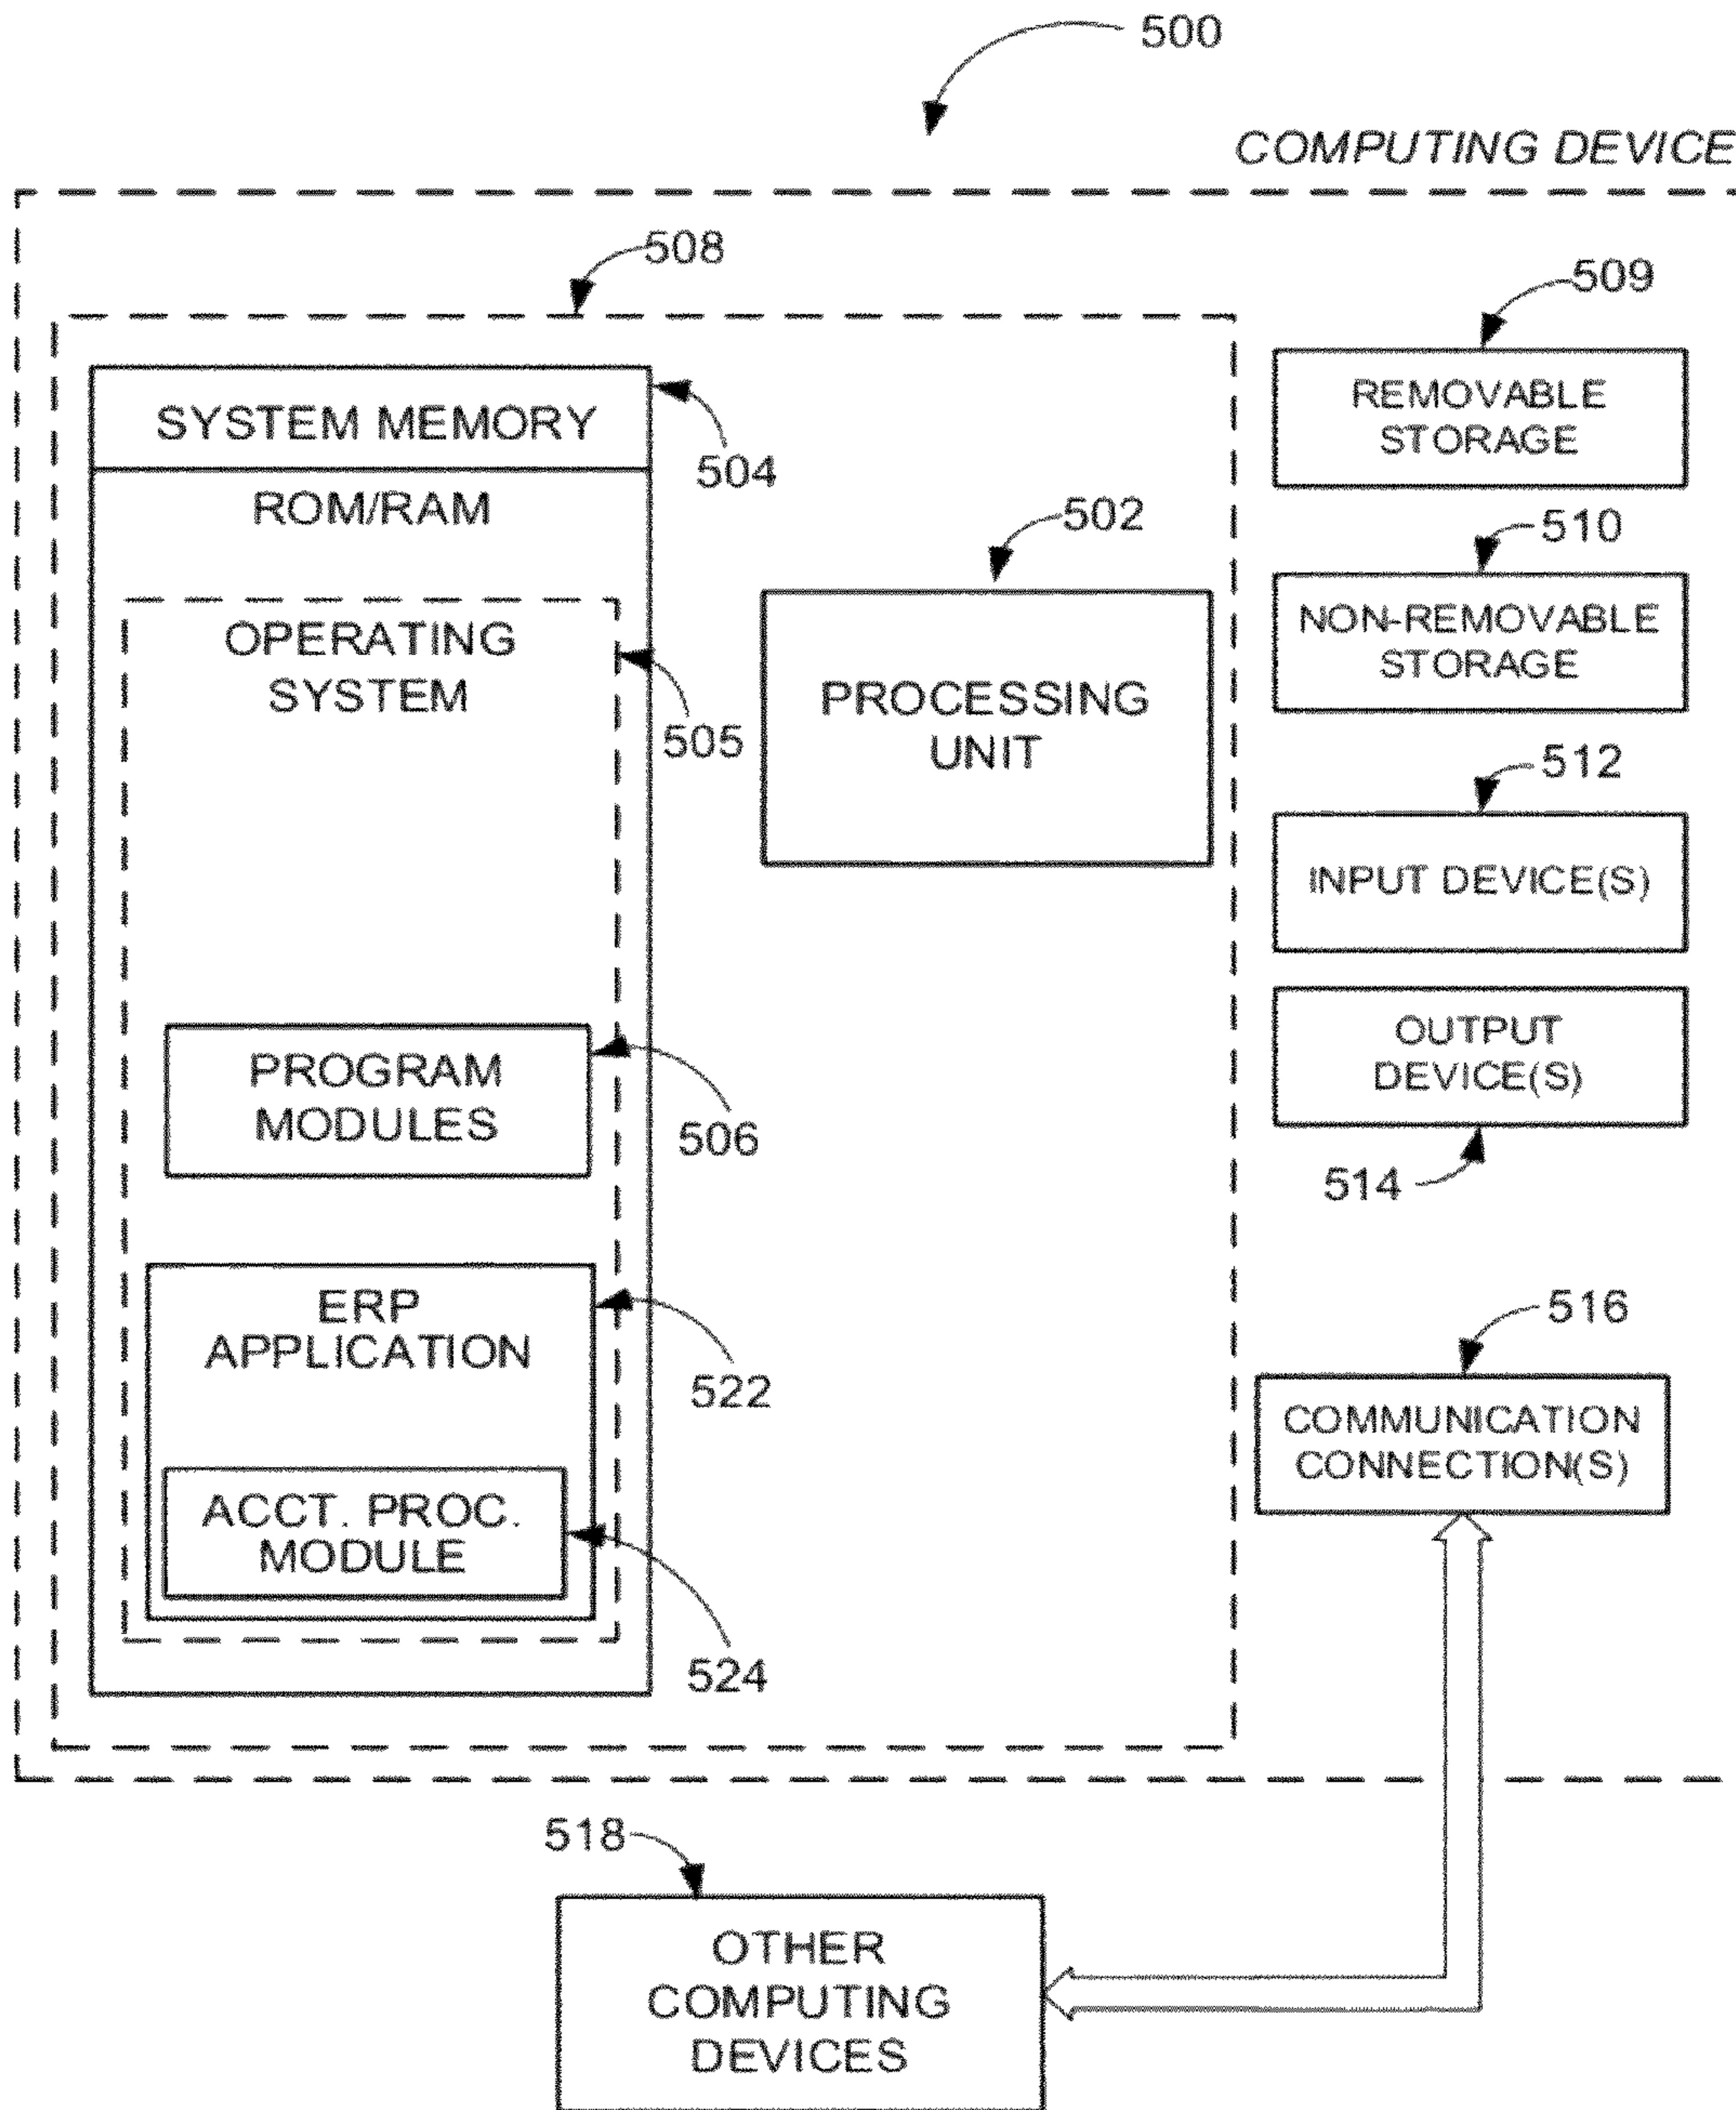 500
COMPUTING DEVICE
508
509
SYSTEM MEMORY
504
ROM/RAM
REMOVABLE
STORAGE
502
510
OPERATING
SYSTEM
505
PROCESSING
UNIT
NON-REMOVABLE
STORAGE
512
INPUT DEVICE(S)
PROGRAM
MODULES
506
OUTPUT
DEVICE(S)
514
ERP
APPLICATION
522
516
COMMUNICATION
CONNECTION(S)
ACCT. PROC.
MODULE
524
518
OTHER
COMPUTING
DEVICES